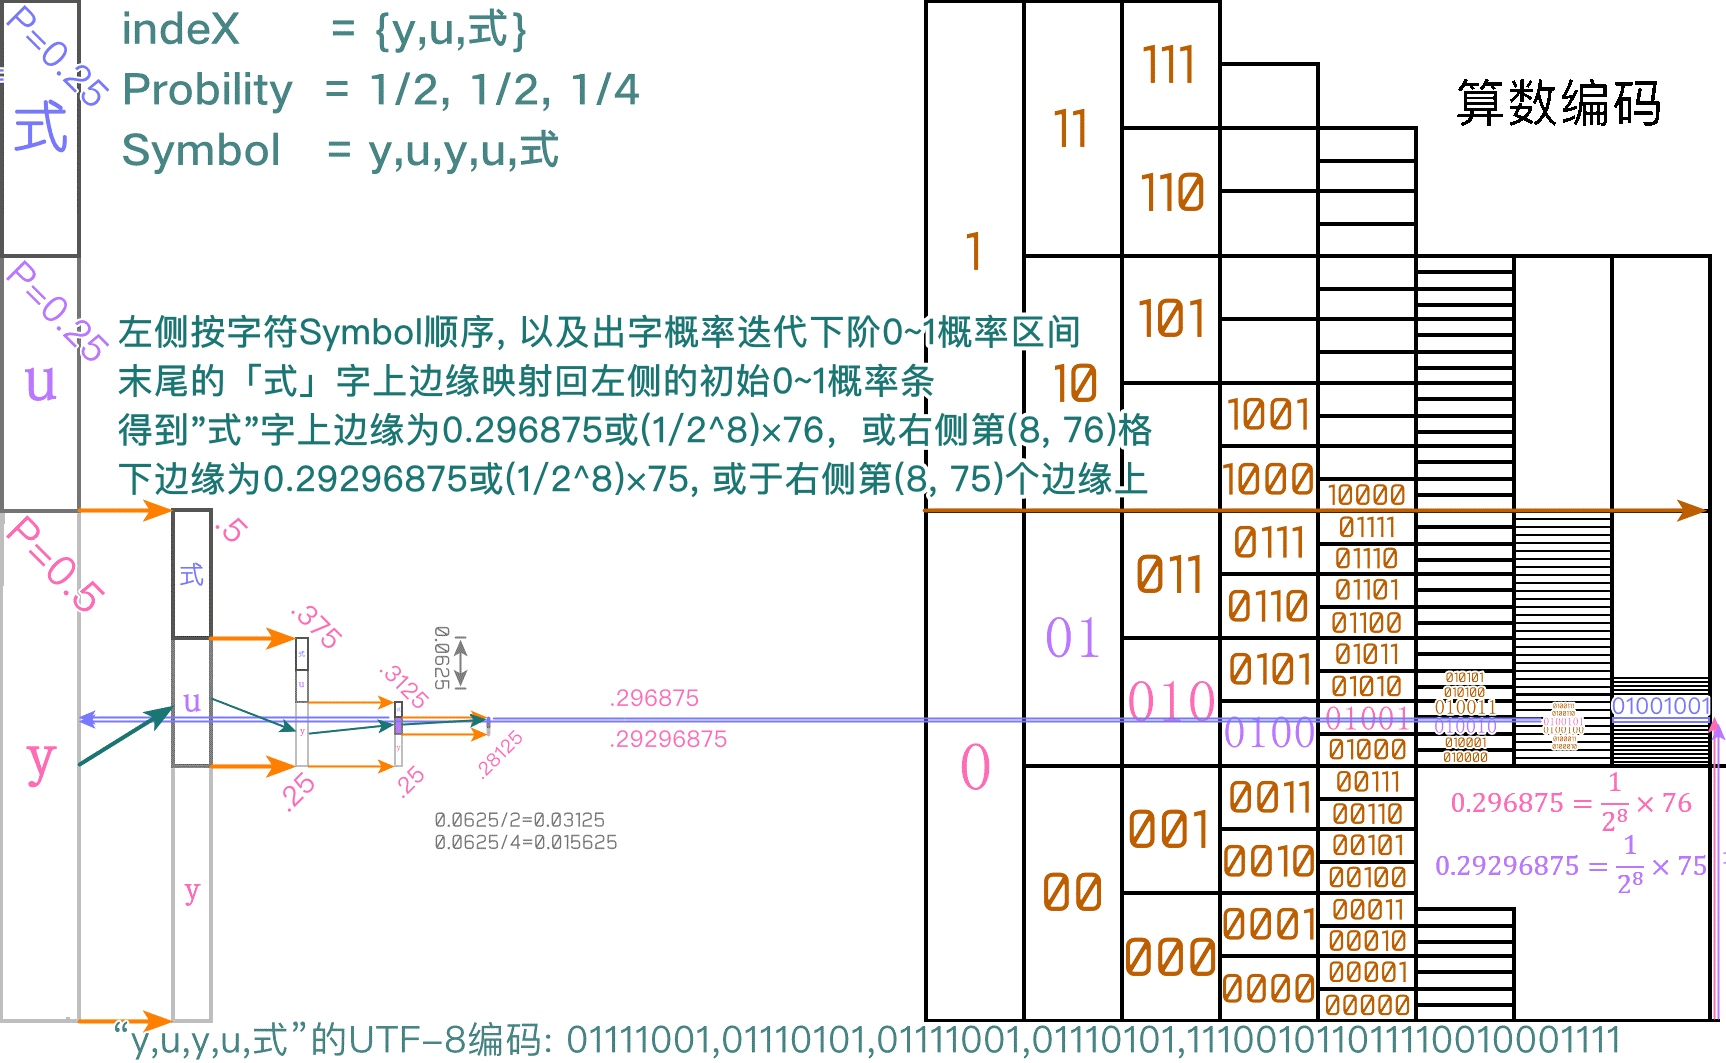 indeX = {y,u,式}
Probility = 1/2, 1/2, 1/4
Symbol = y,u,y,u,式
算数编码
P=0.25
式
P=0.25
u
P=0.5
y
左侧按字符Symbol顺序, 以及出字概率迭代下阶0~1概率区间
末尾的「式」字上边缘映射回左侧的初始0~1概率条
得到”式”字上边缘为0.296875或(1/2^8)×76，或右侧第(8, 76)格
下边缘为0.29296875或(1/2^8)×75, 或于右侧第(8, 75)个边缘上
.5
式
u
y
.375
式
u
y
.25
.3125
y
.25
0.0625
.28125
.296875
.29296875
0.0625/2=0.03125
0.0625/4=0.015625
1
0
11
10
01
00
111
110
101
011
010
001
000
1001
1000
0111
0110
0101
0100
0011
0010
0001
0000
10000
01111
01110
01101
01100
01011
01010
01001
01000
00111
00110
00101
00100
00011
00010
00001
00000
010101
010100
010011
010010
010001
010000
0100111
0100110
0100101
0100100
0100011
0100010
01001001
0.296875 = 1/2⁸ × 76
0.29296875 = 1/2⁸ × 75
“y,u,y,u,式”的UTF-8编码: 01111001,01110101,01111001,01110101,111001011011110010001111